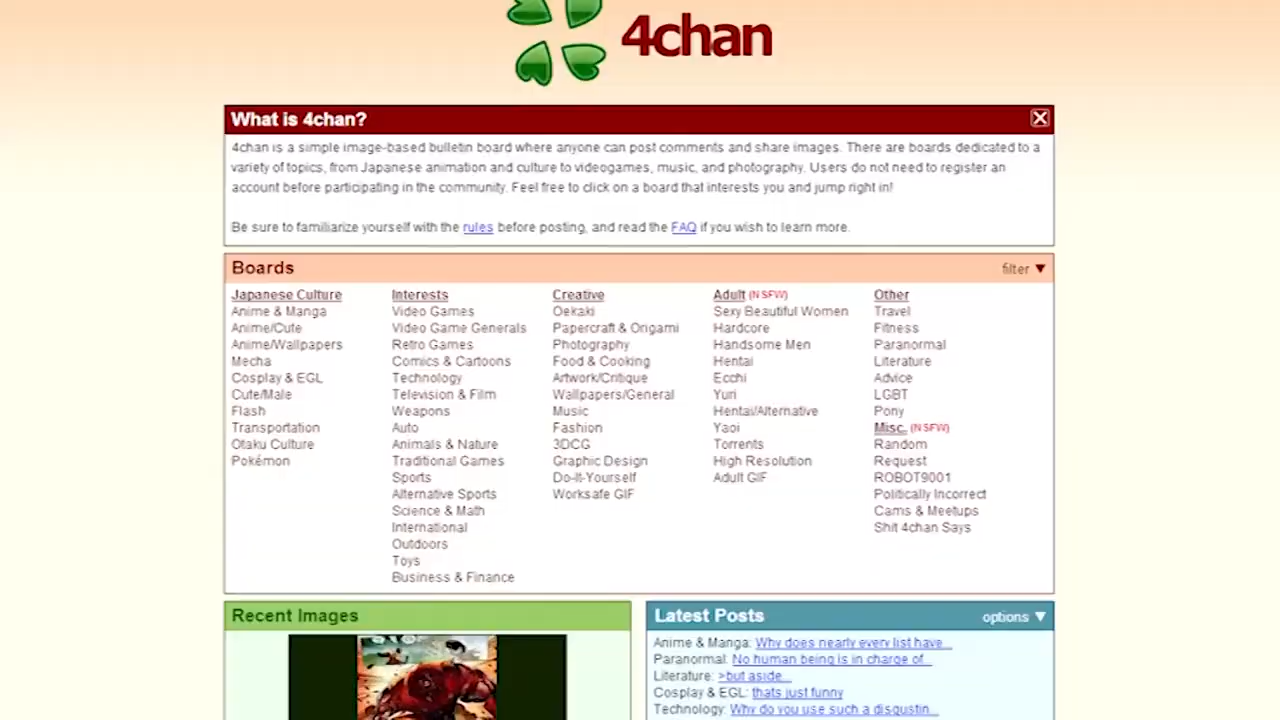 4chan
What is 4chan?
4chan is a simple image-based bulletin board where anyone can post comments and share images. There are boards dedicated to a
variety of topics, from Japanese animation and culture to videogames, music, and photography. Users do not need to register an
account before participating in the community. Feel free to click on a board that interests you and jump right in!
Be sure to familiarize yourself with the rules before posting, and read the FAQ if you wish to learn more.
Boards
filter ▼
Japanese Culture
Anime & Manga
Anime/Cute
Anime/Wallpapers
Mecha
Cosplay & EGL
Cute/Male
Flash
Transportation
Otaku Culture
Pokémon
Interests
Video Games
Video Game Generals
Retro Games
Comics & Cartoons
Technology
Television & Film
Weapons
Auto
Animals & Nature
Traditional Games
Sports
Alternative Sports
Science & Math
International
Outdoors
Toys
Business & Finance
Creative
Oekaki
Papercraft & Origami
Photography
Food & Cooking
Artwork/Critique
Wallpapers/General
Music
Fashion
3DCG
Graphic Design
Do-It-Yourself
Worksafe GIF
Adult (NSFW)
Sexy Beautiful Women
Hardcore
Handsome Men
Hentai
Ecchi
Yuri
Hentai/Alternative
Yaoi
Torrents
High Resolution
Adult GIF
Other
Travel
Fitness
Paranormal
Literature
Advice
LGBT
Pony
Misc. (NSFW)
Random
Request
ROBOT9001
Politically Incorrect
Cams & Meetups
Shit 4chan Says
Recent Images
Latest Posts
options ▼
Anime & Manga: Why does nearly every list have...
Paranormal: No human being is in charge of...
Literature: >but aside...
Cosplay & EGL: thats just funny
Technology: Why do you use such a disgustin...